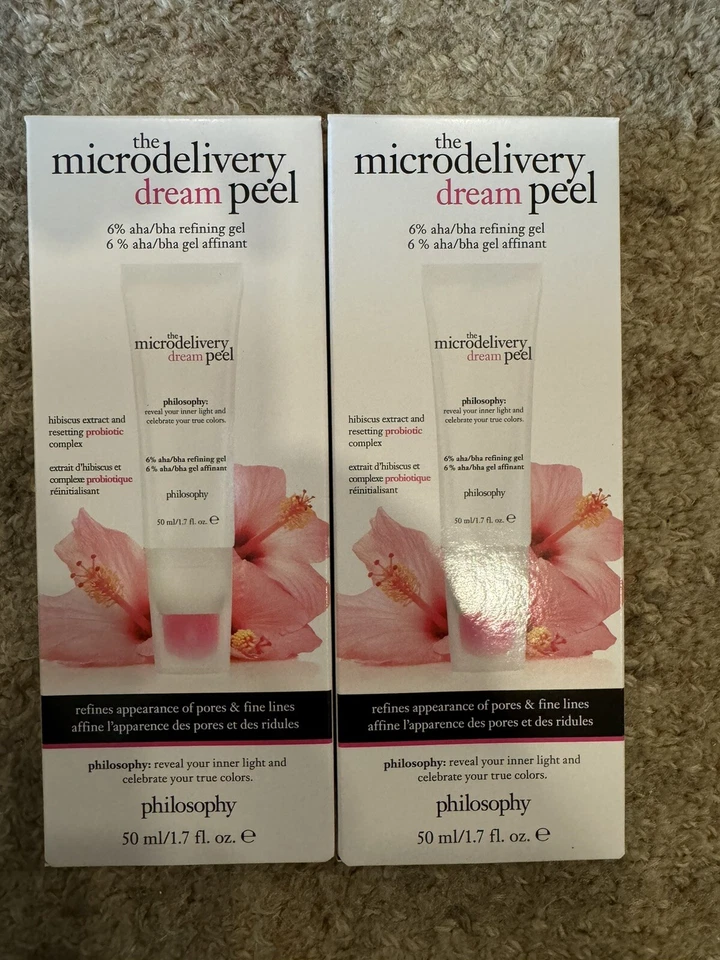 the
microdelivery
dream peel
6% aha/bha refining gel
6 % aha/bha gel affinant
the
microdelivery
dream peel
philosophy:
reveal your inner light and
celebrate your true colors.
hibiscus extract and
resetting probiotic
complex
extrait d'hibiscus et
complexe probiotique
réinitialisant
6% aha/bha refining gel
6 % aha/bha gel affinant
philosophy
50 ml/1.7 fl. oz. ℮
refines appearance of pores & fine lines
affine l'apparence des pores et des ridules
philosophy: reveal your inner light and
celebrate your true colors.
philosophy
50 ml/1.7 fl. oz. ℮
the
microdelivery
dream peel
6% aha/bha refining gel
6 % aha/bha gel affinant
the
microdelivery
dream peel
philosophy:
reveal your inner light and
celebrate your true colors.
hibiscus extract and
resetting probiotic
complex
extrait d'hibiscus et
complexe probiotique
réinitialisant
6% aha/bha refining gel
6 % aha/bha gel affinant
philosophy
50 ml/1.7 fl. oz. ℮
refines appearance of pores & fine lines
affine l'apparence des pores et des ridules
philosophy: reveal your inner light and
celebrate your true colors.
philosophy
50 ml/1.7 fl. oz. ℮